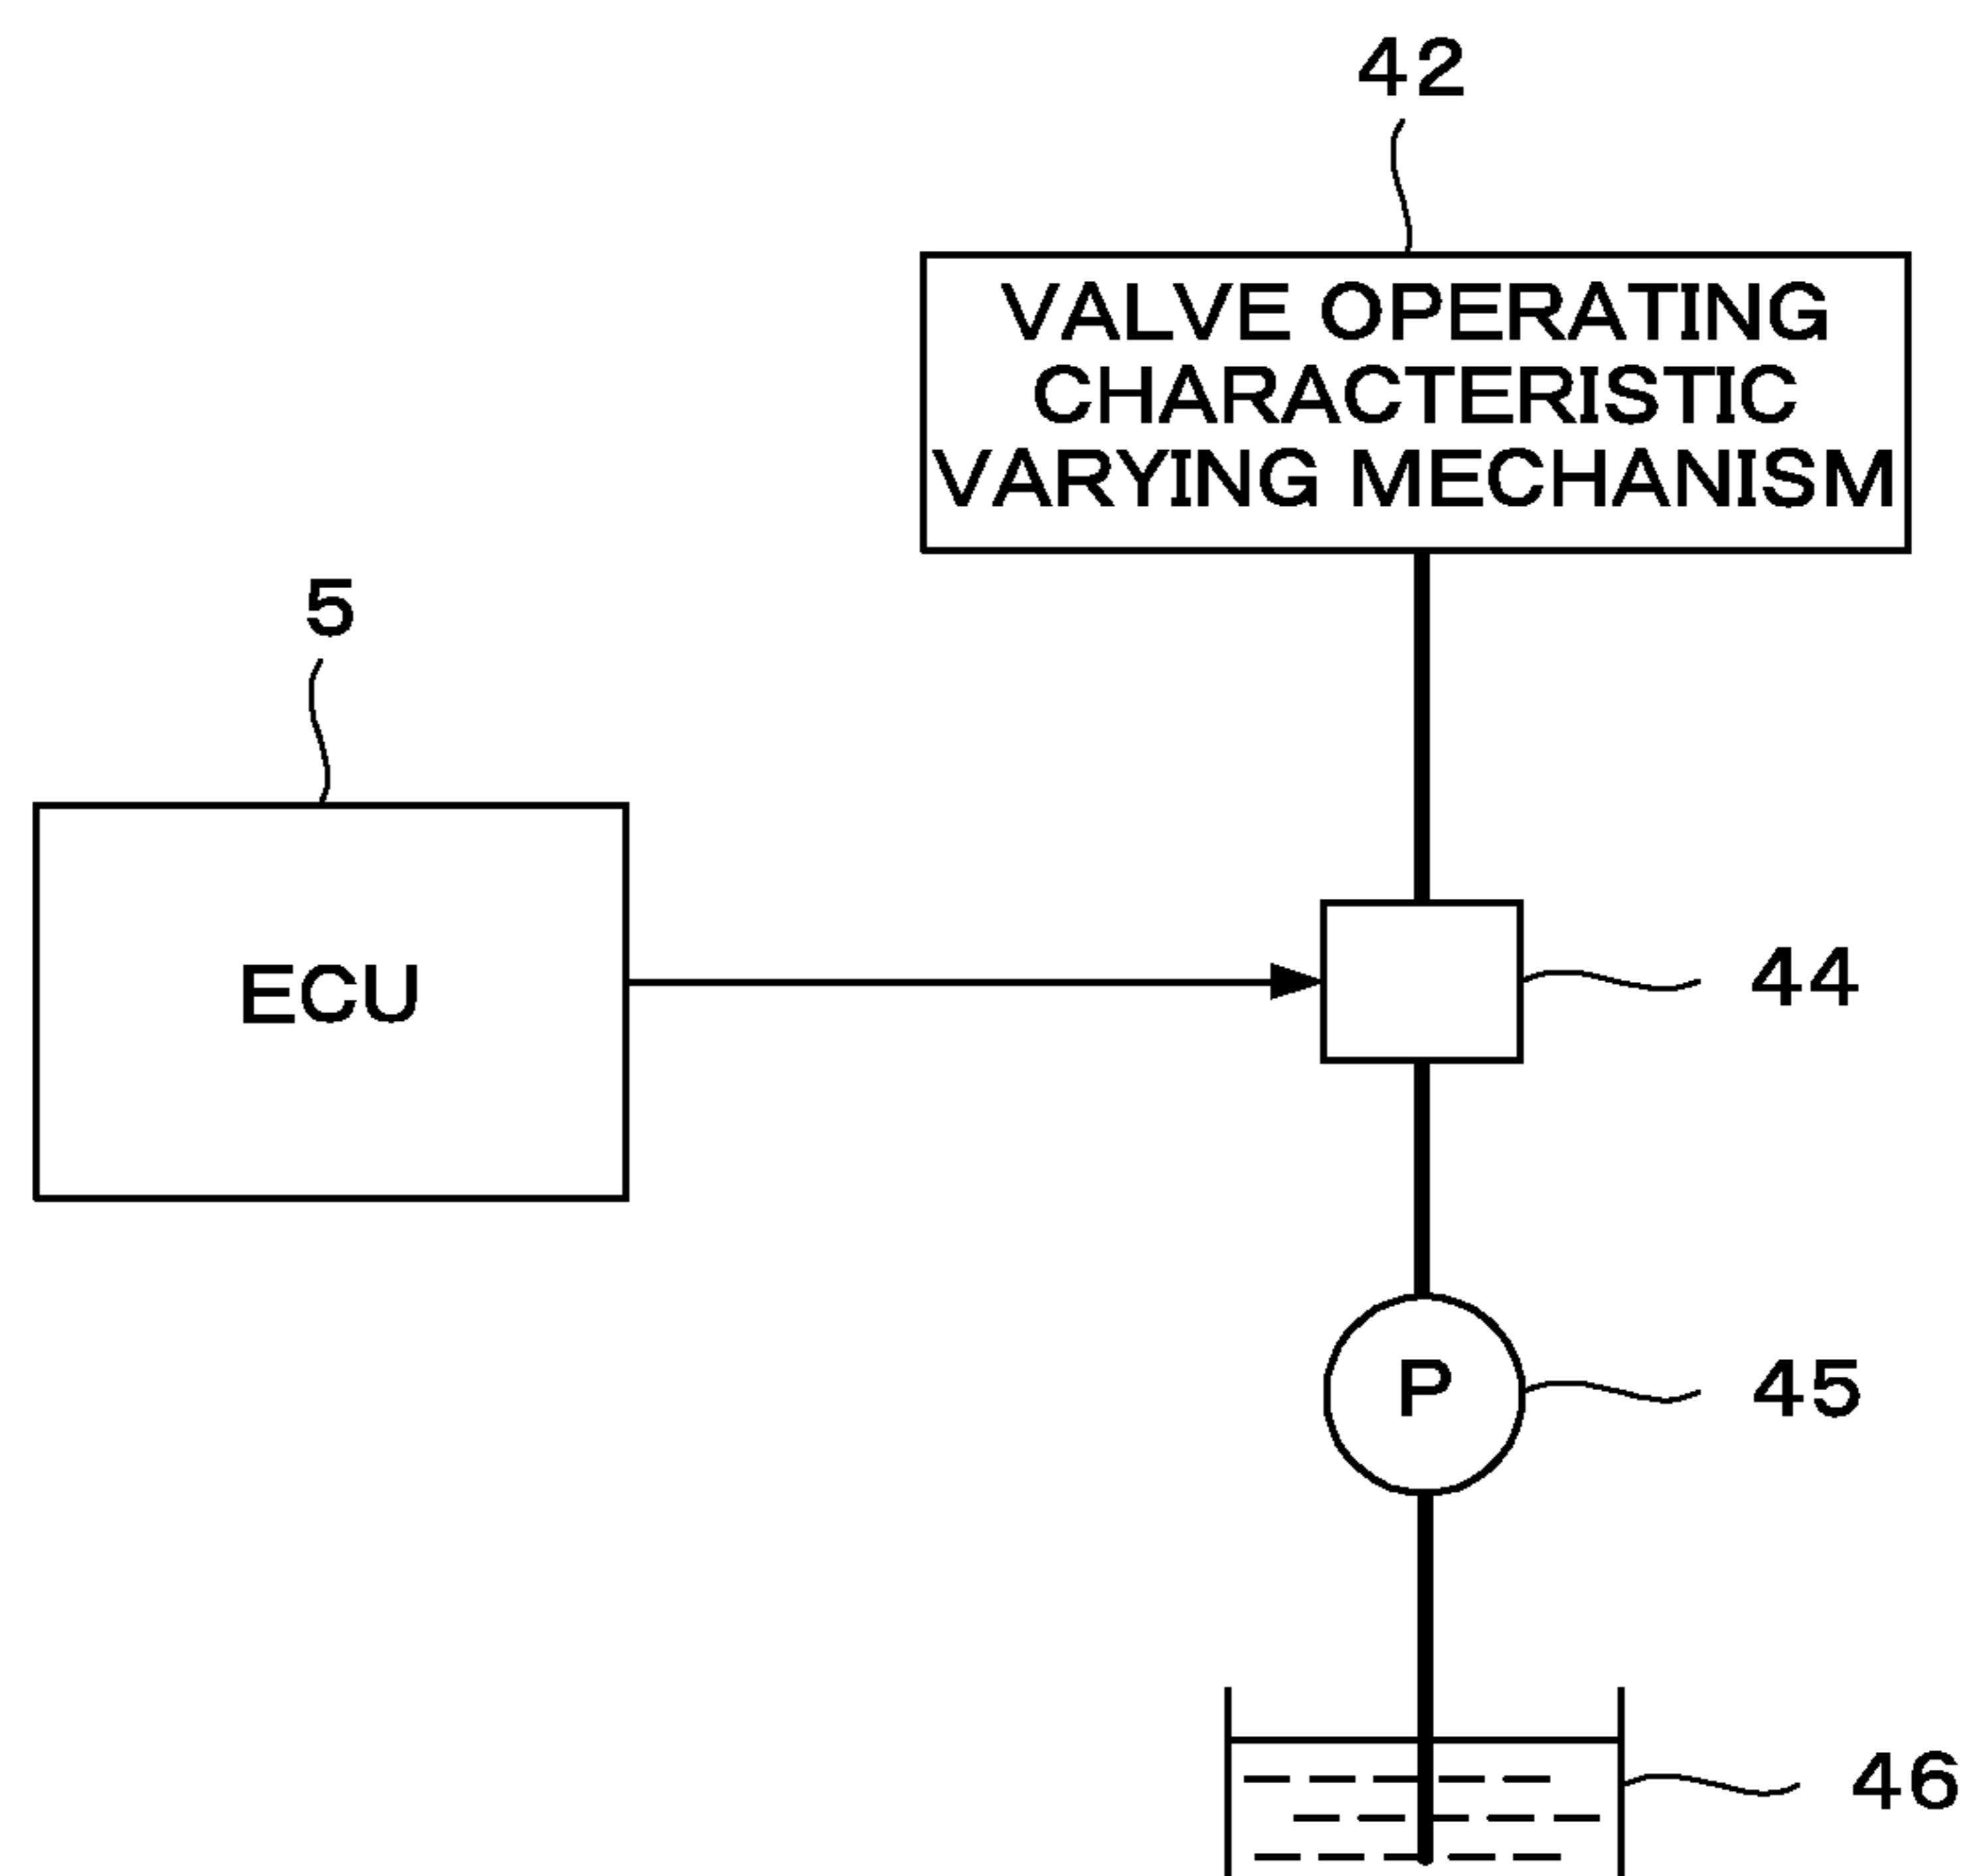 42
VALVE OPERATING
CHARACTERISTIC
VARYING MECHANISM
5
ECU
44
P
45
46